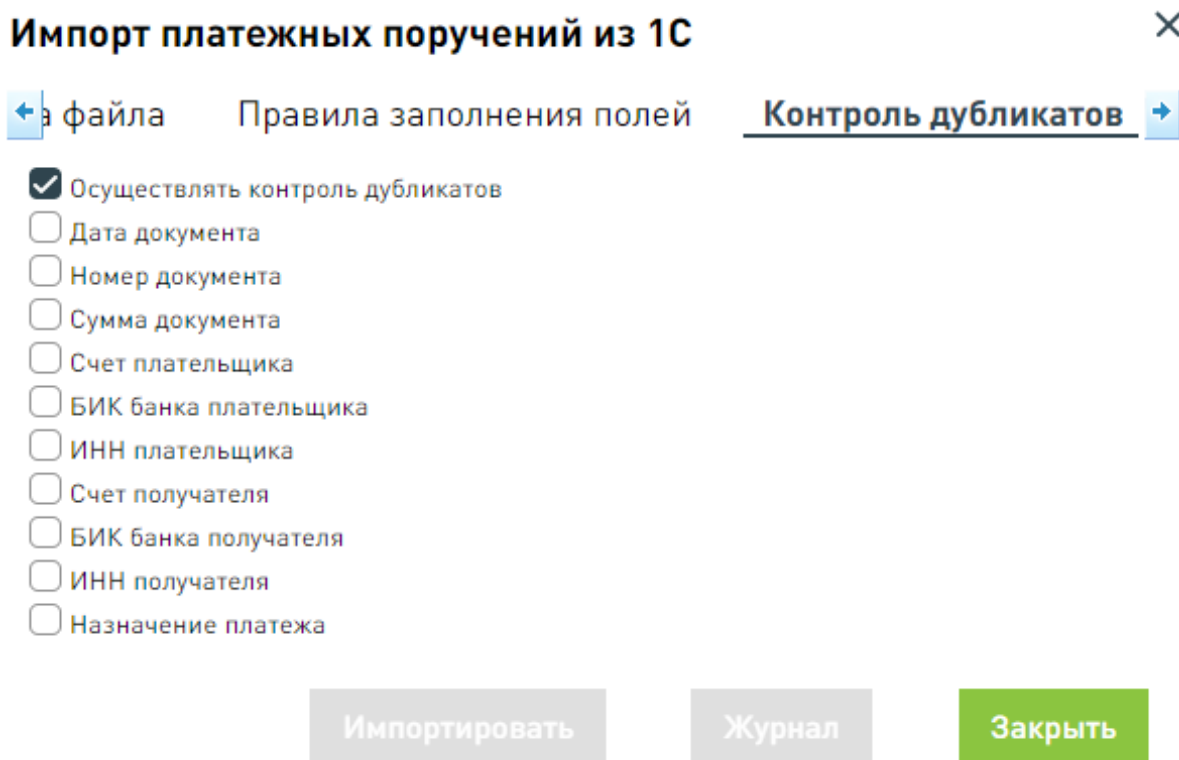 Импорт платежных поручений из 1С
файла Правила заполнения полей Контроль дубликатов
Осуществлять контроль дубликатов
Дата документа
Номер документа
Сумма документа
Счет плательщика
БИК банка плательщика
ИНН плательщика
Счет получателя
БИК банка получателя
ИНН получателя
Назначение платежа
Импортировать Журнал Закрыть